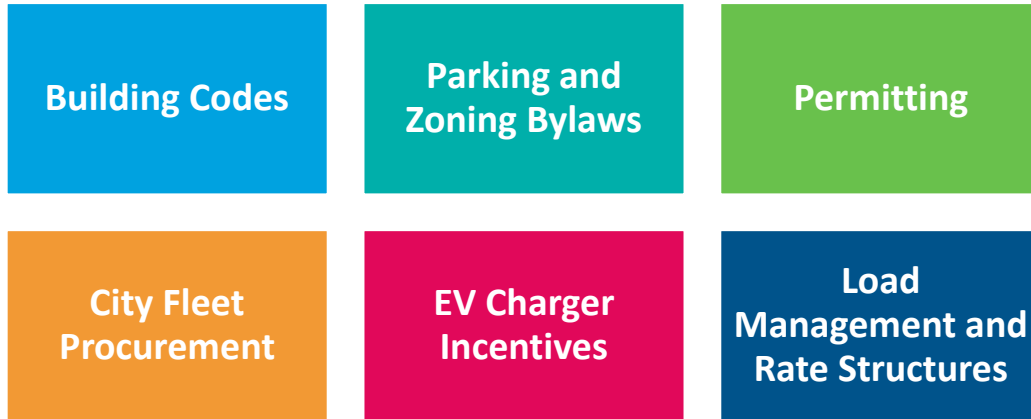 Building Codes
Parking and
Zoning Bylaws
Permitting
City Fleet
Procurement
EV Charger
Incentives
Load
Management and
Rate Structures